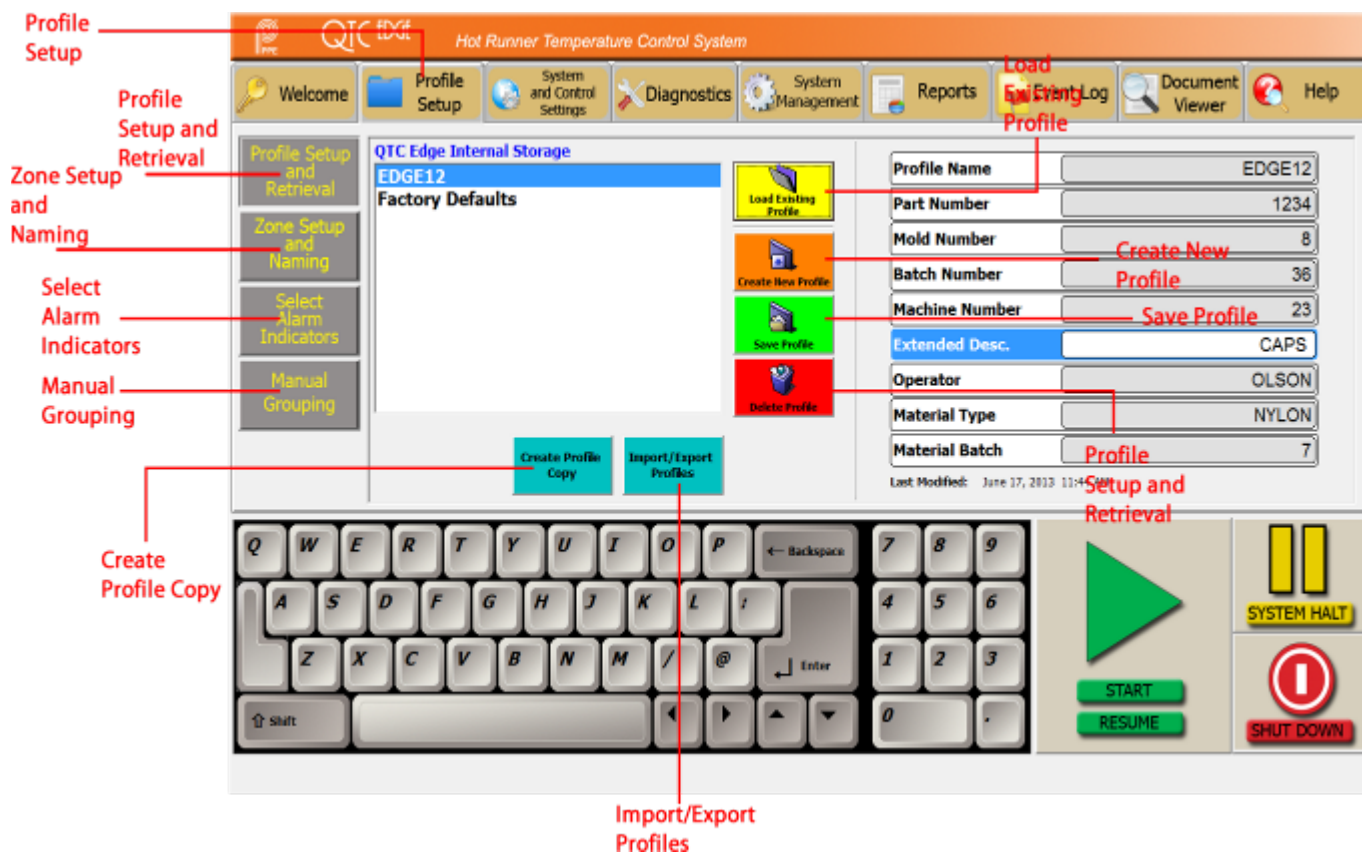 Profile
Setup
PPC
QTC EDGE
Hot Runner Temperature Control System
Welcome
Profile
Setup
System
and Control
Settings
Diagnostics
System
Management
Reports
Event Log
Document
Viewer
Help
Load
Existing
Profile
Profile
Setup and
Retrieval
Zone Setup
and
Naming
Select
Alarm
Indicators
Manual
Grouping
Profile Setup
and
Retrieval
Zone Setup
and
Naming
Select
Alarm
Indicators
Manual
Grouping
QTC Edge Internal Storage
EDGE12
Factory Defaults
Load Existing
Profile
Create New Profile
Save Profile
Delete Profile
Create Profile
Copy
Import/Export
Profiles
Profile Name EDGE12
Part Number 1234
Mold Number 8
Batch Number 36
Machine Number 23
Extended Desc. CAPS
Operator OLSON
Material Type NYLON
Material Batch 7
Last Modified: June 17, 2013 11:44 AM
Create New
Profile
Save Profile
Profile
Setup and
Retrieval
Create
Profile Copy
Q W E R T Y U I O P ← Backspace 7 8 9
A S D F G H J K L ; 4 5 6
Z X C V B N M / @ Enter 1 2 3
Shift 0 .
START
RESUME
SYSTEM HALT
SHUT DOWN
Import/Export
Profiles